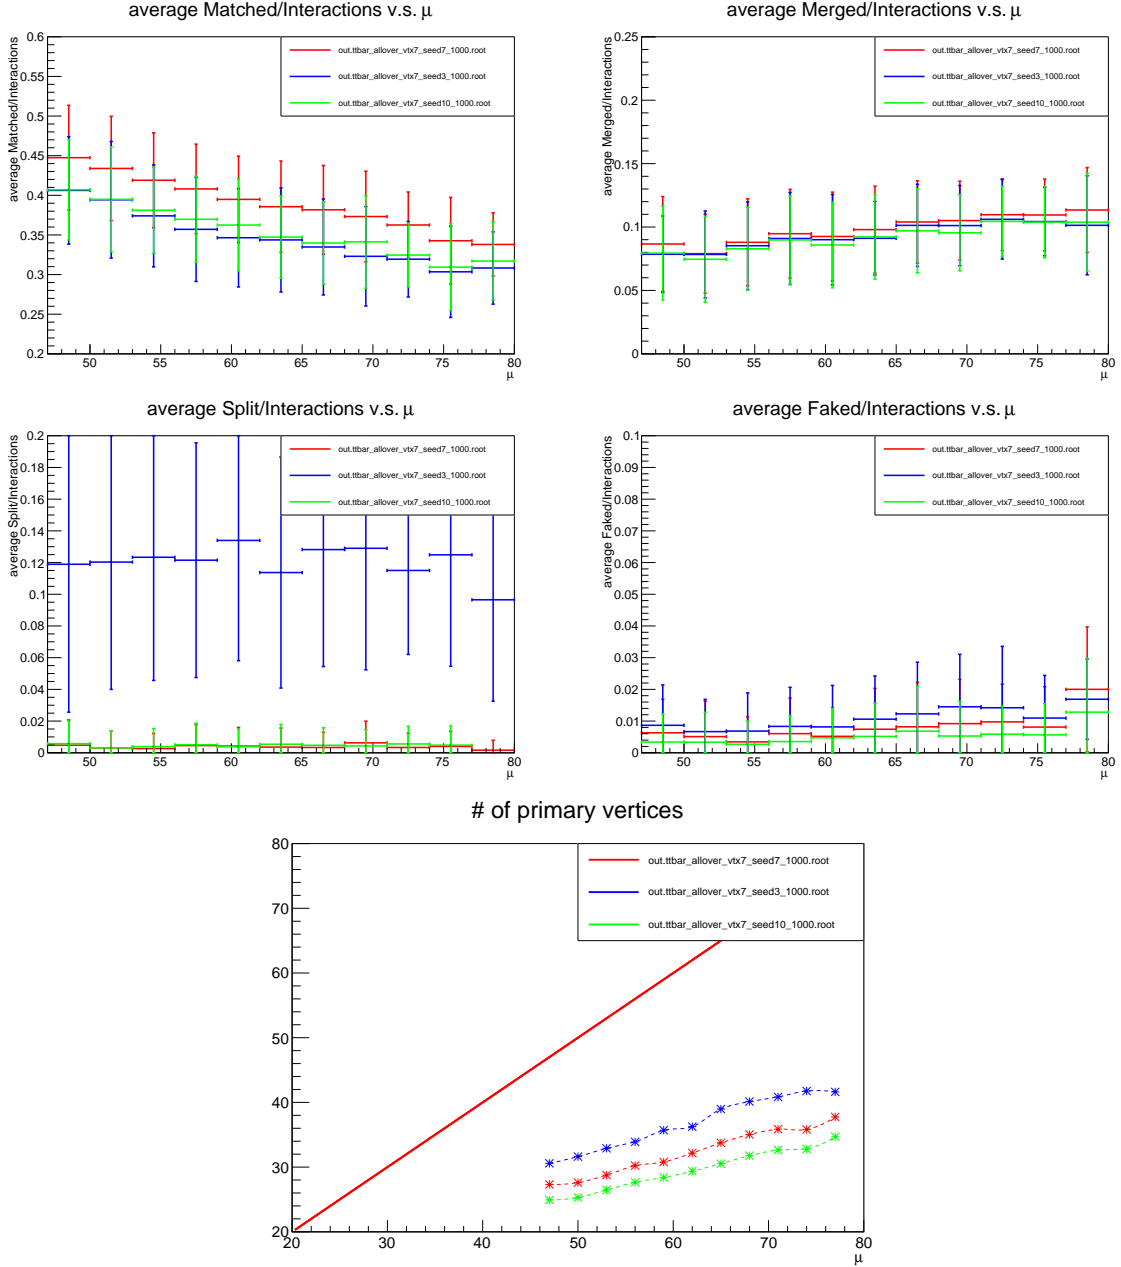 average Matched/Interactions v.s. μ
average Matched/Interactions
0.6
0.55
0.5
0.45
0.4
0.35
0.3
0.25
0.2
50 55 60 65 70 75 80
μ
out.ttbar_allover_vtx7_seed7_1000.root
out.ttbar_allover_vtx7_seed3_1000.root
out.ttbar_allover_vtx7_seed10_1000.root
average Merged/Interactions v.s. μ
average Merged/Interactions
0.25
0.2
0.15
0.1
0.05
0
50 55 60 65 70 75 80
μ
out.ttbar_allover_vtx7_seed7_1000.root
out.ttbar_allover_vtx7_seed3_1000.root
out.ttbar_allover_vtx7_seed10_1000.root
average Split/Interactions v.s. μ
average Split/Interactions
0.2
0.18
0.16
0.14
0.12
0.1
0.08
0.06
0.04
0.02
0
50 55 60 65 70 75 80
μ
out.ttbar_allover_vtx7_seed7_1000.root
out.ttbar_allover_vtx7_seed3_1000.root
out.ttbar_allover_vtx7_seed10_1000.root
average Faked/Interactions v.s. μ
average Faked/Interactions
0.1
0.09
0.08
0.07
0.06
0.05
0.04
0.03
0.02
0.01
0
50 55 60 65 70 75 80
μ
out.ttbar_allover_vtx7_seed7_1000.root
out.ttbar_allover_vtx7_seed3_1000.root
out.ttbar_allover_vtx7_seed10_1000.root
# of primary vertices
80
70
60
50
40
30
20
20 30 40 50 60 70 80
μ
out.ttbar_allover_vtx7_seed7_1000.root
out.ttbar_allover_vtx7_seed3_1000.root
out.ttbar_allover_vtx7_seed10_1000.root